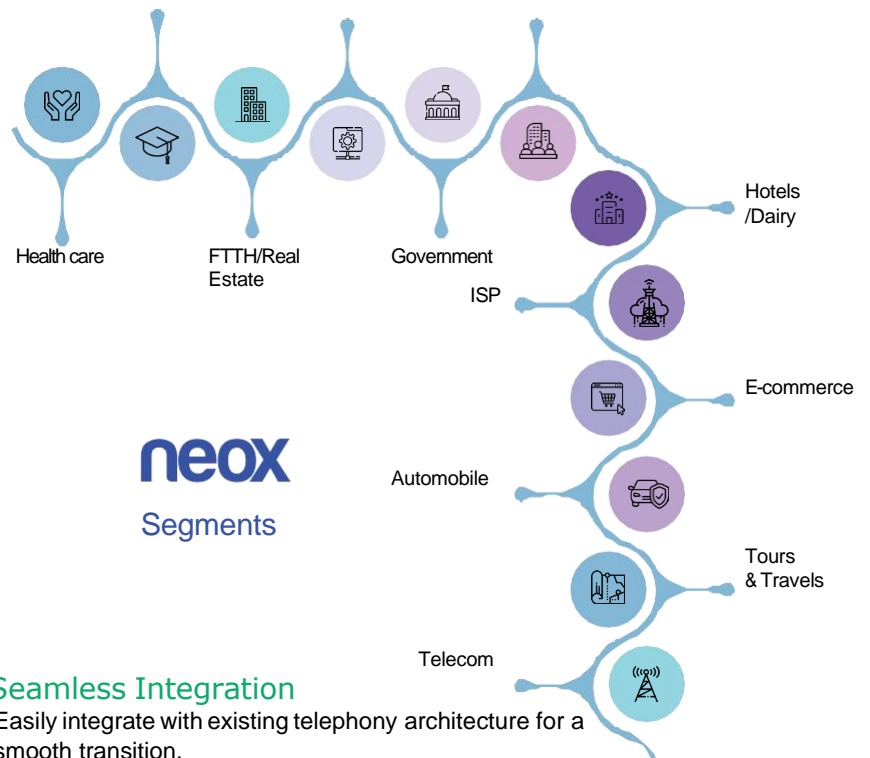 Hotels
/Dairy
Health care
FTTH/Real
Estate
Government
ISP
E-commerce
neox
Segments
Automobile
Tours
& Travels
Telecom
Seamless Integration
Easily integrate with existing telephony architecture for a
smooth transition.